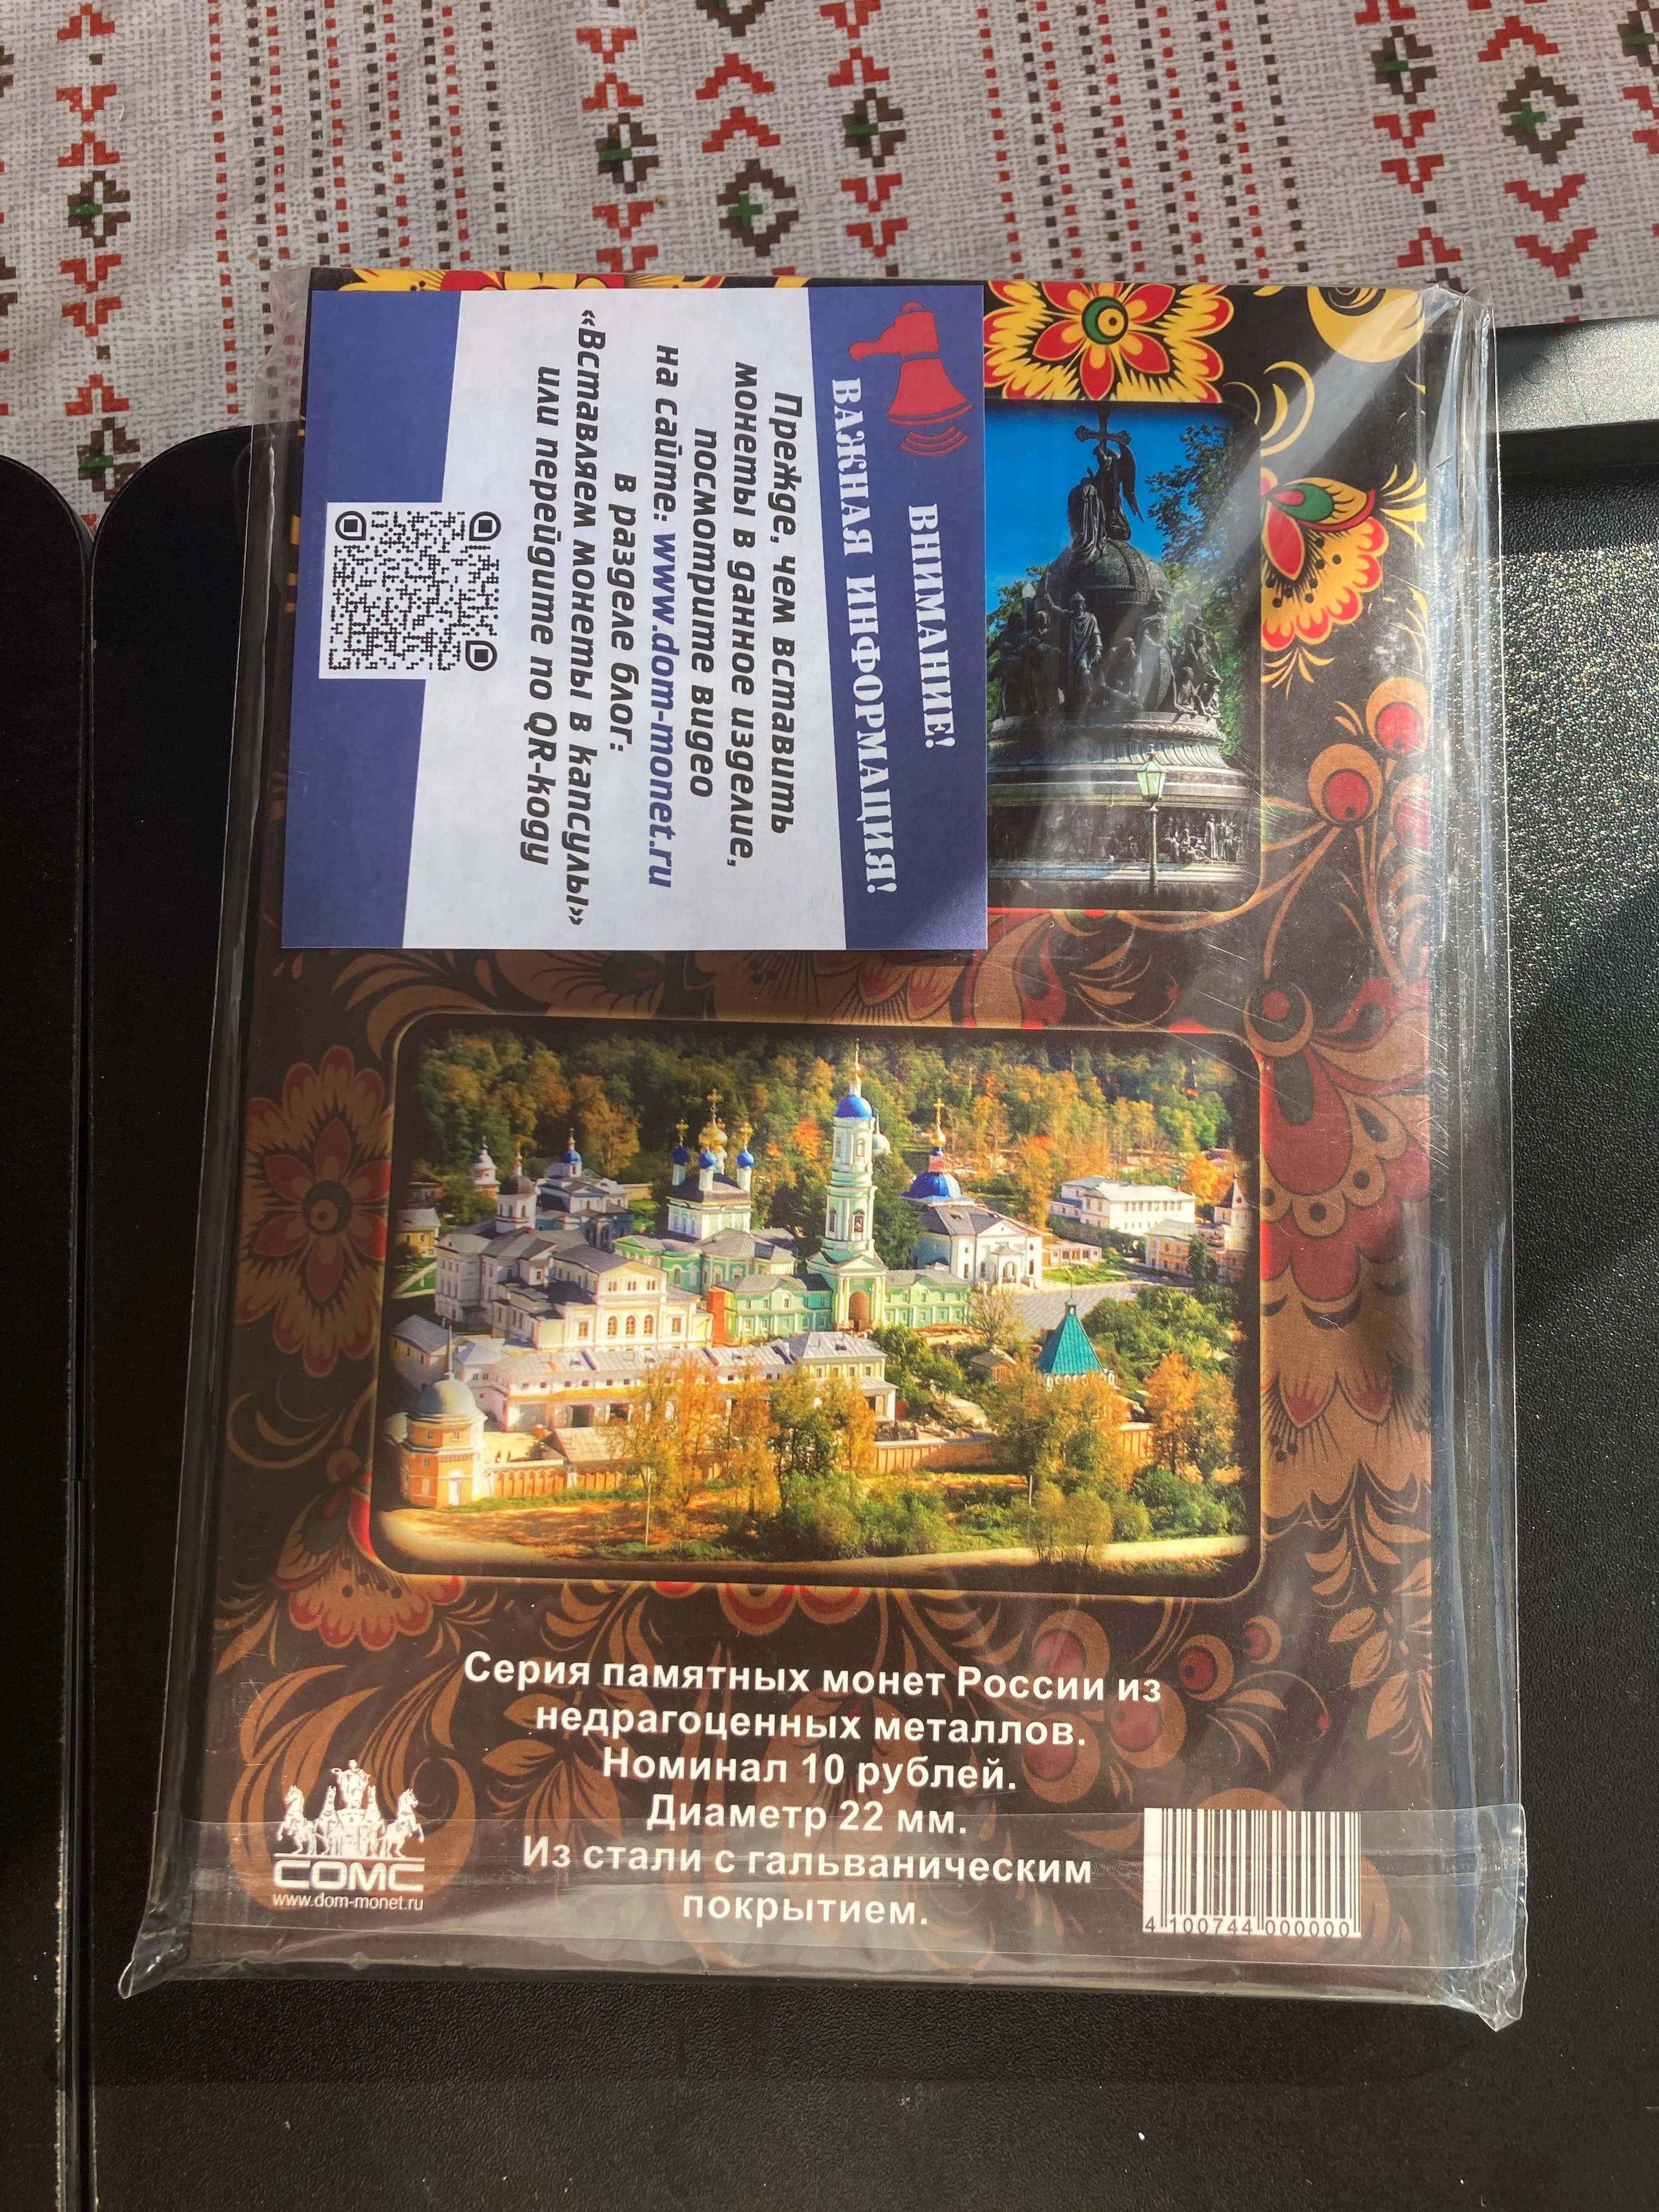 ВНИМАНИЕ!
ВАЖНАЯ ИНФОРМАЦИЯ!
Прежде, чем вставить
монеты в данное изделие,
посмотрите видео
на сайте: www.dom-monet.ru
в разделе блог:
«Вставляем монеты в капсулы»
или перейдите по QR-коду
Серия памятных монет России из
недрагоценных металлов.
Номинал 10 рублей.
Диаметр 22 мм.
Из стали с гальваническим
покрытием.
СОМС
www.dom-monet.ru
4 100744 000000